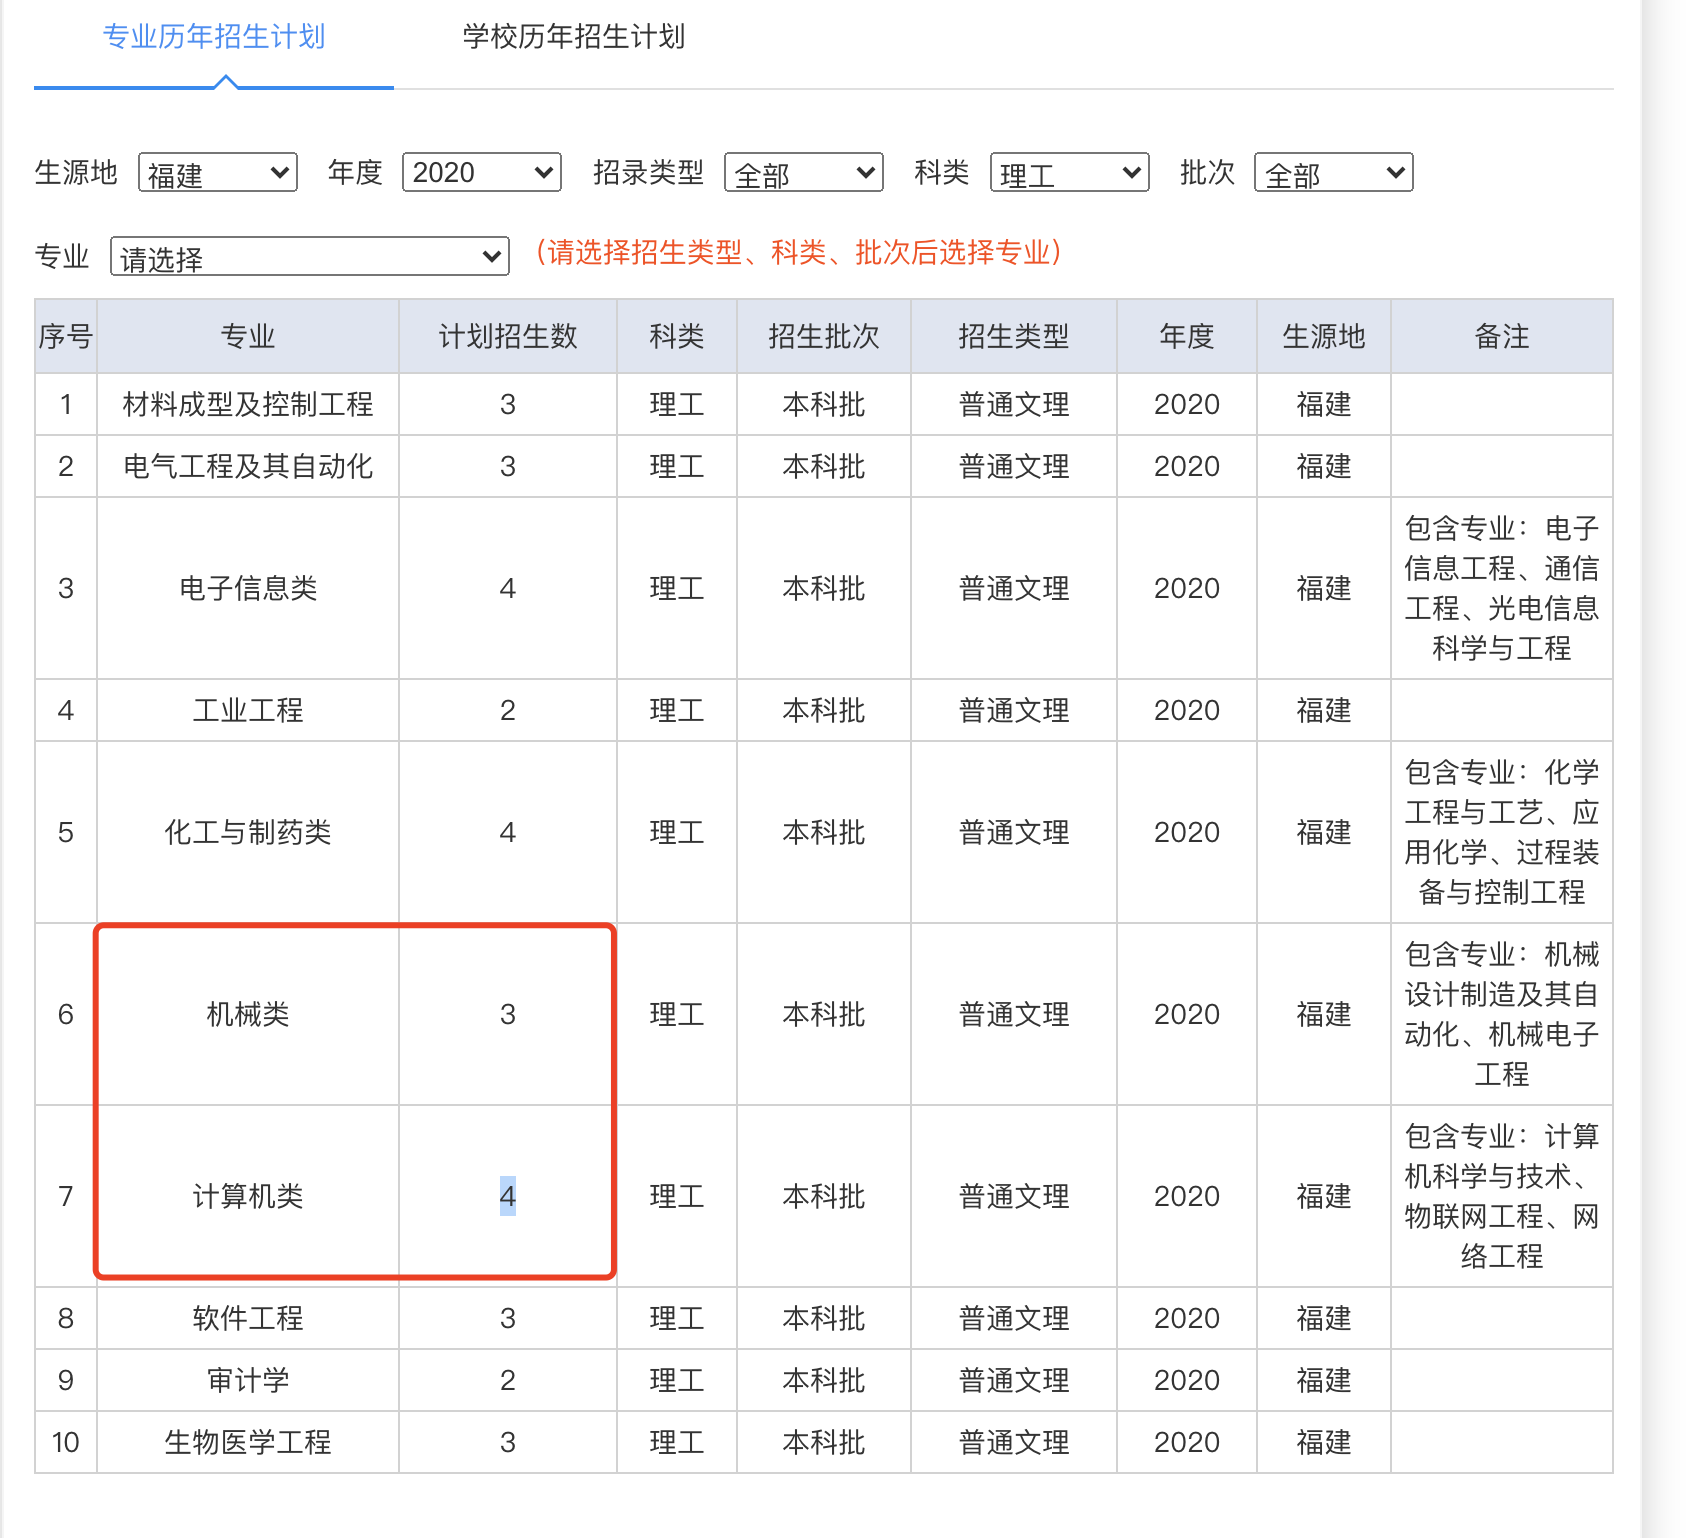 专业历年招生计划 学校历年招生计划
生源地 福建 年度 2020 招录类型 全部 科类 理工 批次 全部
专业 请选择 （请选择招生类型、科类、批次后选择专业）
序号 专业 计划招生数 科类 招生批次 招生类型 年度 生源地 备注
1 材料成型及控制工程 3 理工 本科批 普通文理 2020 福建
2 电气工程及其自动化 3 理工 本科批 普通文理 2020 福建
3 电子信息类 4 理工 本科批 普通文理 2020 福建 包含专业：电子
信息工程、通信
工程、光电信息
科学与工程
4 工业工程 2 理工 本科批 普通文理 2020 福建
5 化工与制药类 4 理工 本科批 普通文理 2020 福建 包含专业：化学
工程与工艺、应
用化学、过程装
备与控制工程
6 机械类 3 理工 本科批 普通文理 2020 福建 包含专业：机械
设计制造及其自
动化、机械电子
工程
7 计算机类 4 理工 本科批 普通文理 2020 福建 包含专业：计算
机科学与技术、
物联网工程、网
络工程
8 软件工程 3 理工 本科批 普通文理 2020 福建
9 审计学 2 理工 本科批 普通文理 2020 福建
10 生物医学工程 3 理工 本科批 普通文理 2020 福建